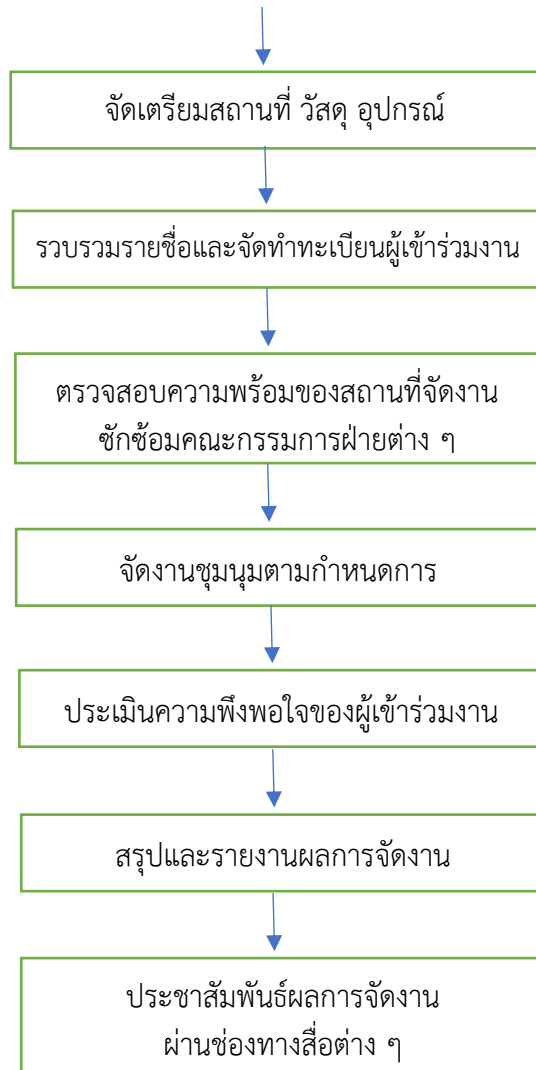 จัดเตรียมสถานที่ วัสดุ อุปกรณ์
รวบรวมรายชื่อและจัดทำทะเบียนผู้เข้าร่วมงาน
ตรวจสอบความพร้อมของสถานที่จัดงาน
ซักซ้อมคณะกรรมการฝ่ายต่าง ๆ
จัดงานชุมนุมตามกำหนดการ
ประเมินความพึงพอใจของผู้เข้าร่วมงาน
สรุปและรายงานผลการจัดงาน
ประชาสัมพันธ์ผลการจัดงาน
ผ่านช่องทางสื่อต่าง ๆ